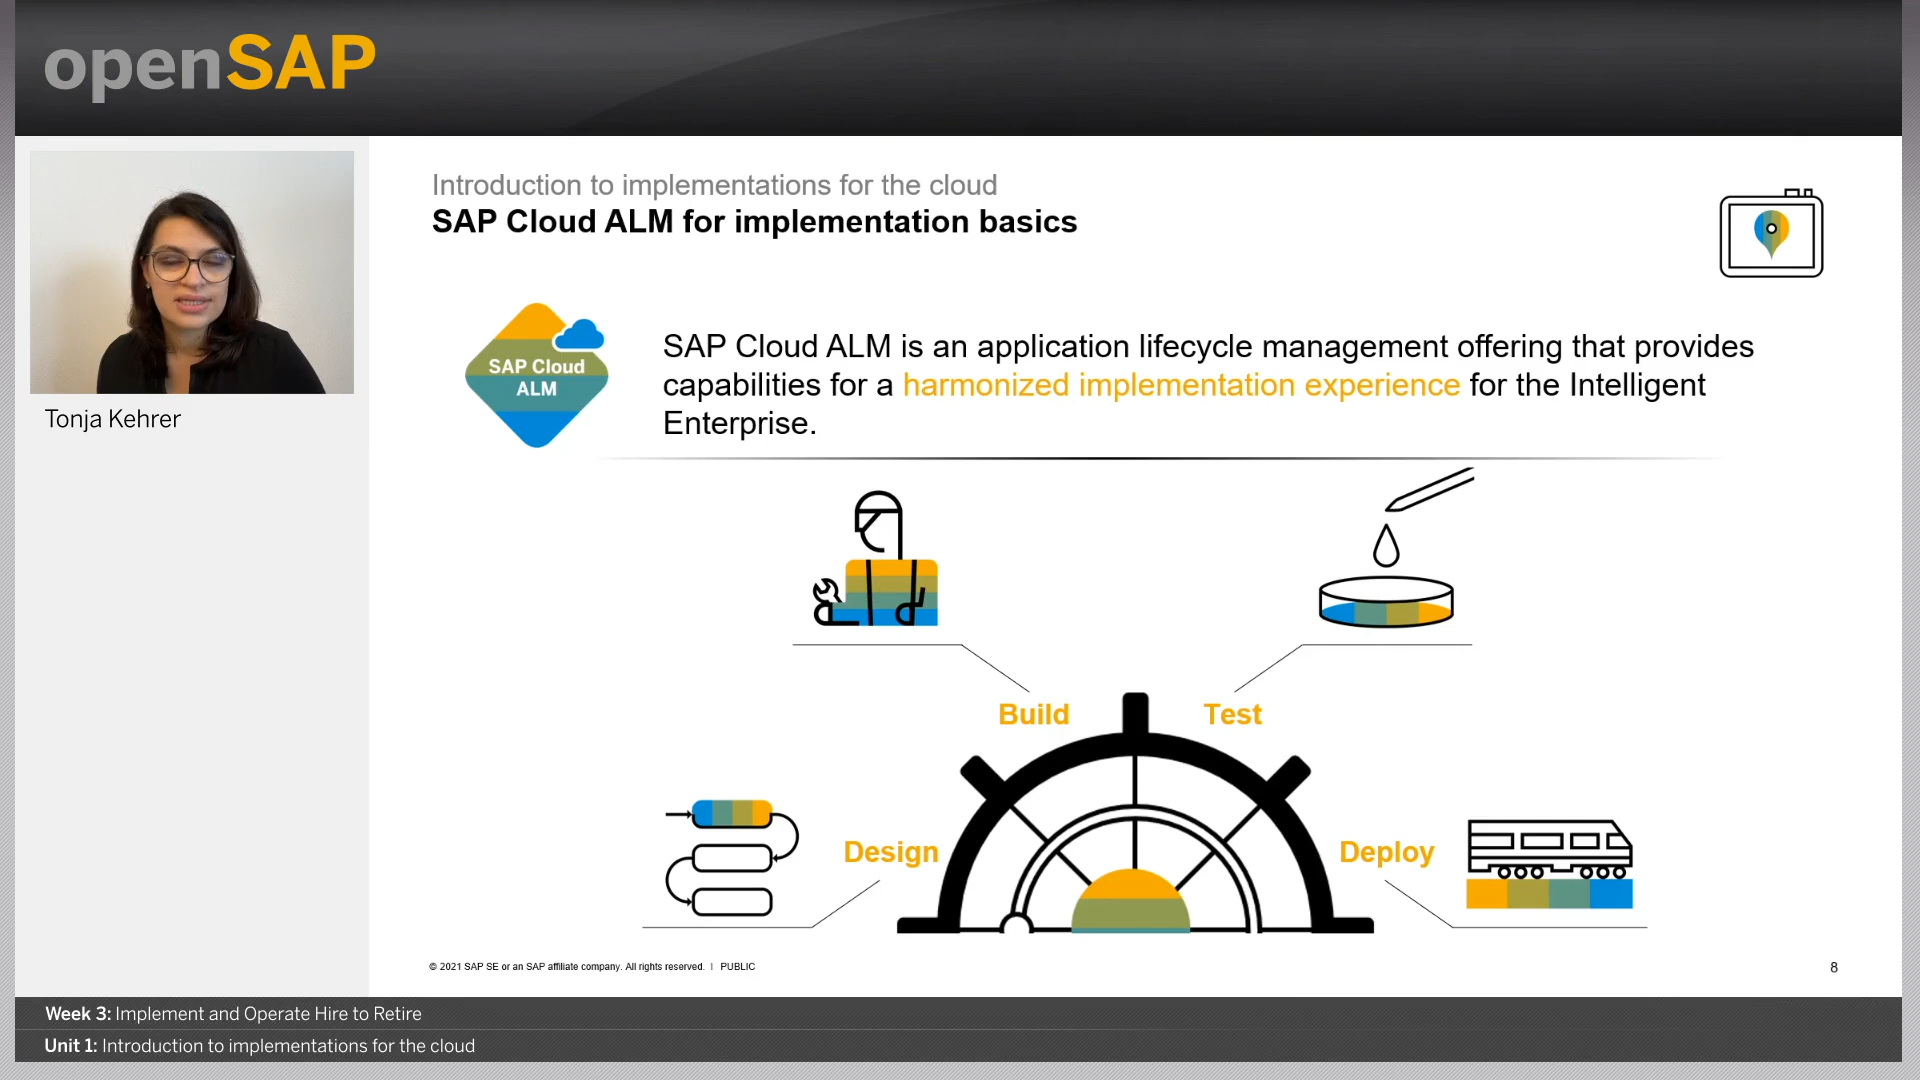 openSAP
Tonja Kehrer
Introduction to implementations for the cloud
SAP Cloud ALM for implementation basics
SAP Cloud
ALM
SAP Cloud ALM is an application lifecycle management offering that provides
capabilities for a harmonized implementation experience for the Intelligent
Enterprise.
Build
Test
Design
Deploy
© 2021 SAP SE or an SAP affiliate company. All rights reserved. I PUBLIC
8
Week 3: Implement and Operate Hire to Retire
Unit 1: Introduction to implementations for the cloud